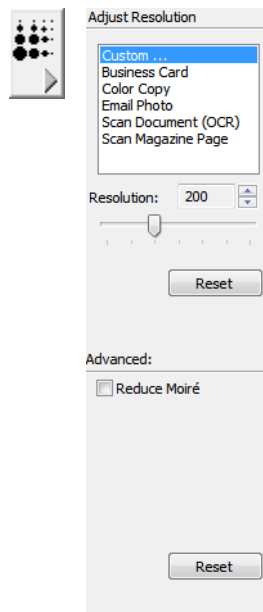 Adjust Resolution
Custom ...
Business Card
Color Copy
Email Photo
Scan Document (OCR)
Scan Magazine Page
Resolution: 200
Reset
Advanced:
Reduce Moiré
Reset